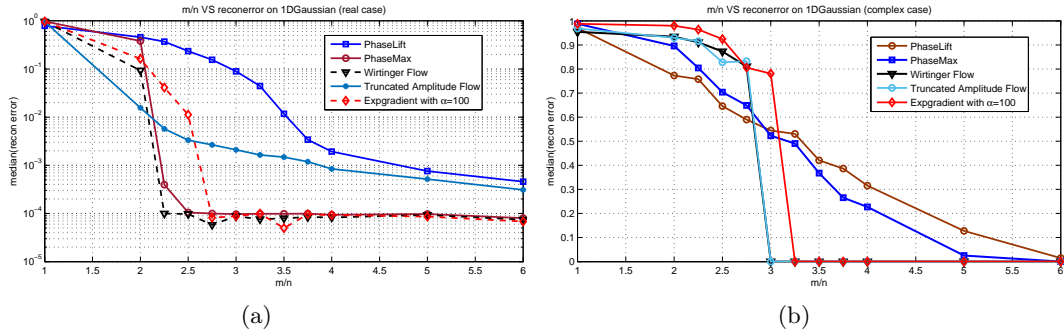 m/n VS reconerror on 1DGaussian (real case)
10^0
10^-1
10^-2
10^-3
10^-4
10^-5
median(recon error)
1 1.5 2 2.5 3 3.5 4 4.5 5 5.5 6
m/n
PhaseLift
PhaseMax
Wirtinger Flow
Truncated Amplitude Flow
Expgradient with α=100
(a)
m/n VS reconerror on 1DGaussian (complex case)
1
0.9
0.8
0.7
0.6
0.5
0.4
0.3
0.2
0.1
0
median(recon error)
1 1.5 2 2.5 3 3.5 4 4.5 5 5.5 6
m/n
PhaseLift
PhaseMax
Wirtinger Flow
Truncated Amplitude Flow
Expgradient with α=100
(b)